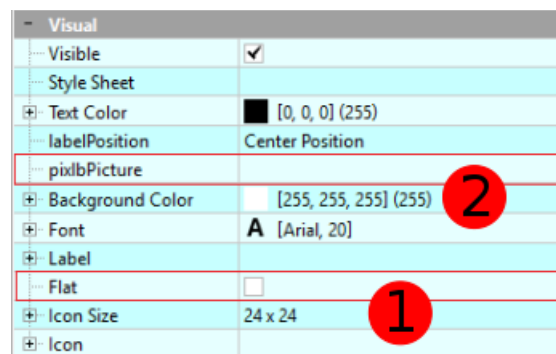 Visual
Visible
Style Sheet
Text Color [0, 0, 0] (255)
labelPosition Center Position
pixlbPicture
Background Color [255, 255, 255] (255)
2
Font A [Arial, 20]
Label
Flat
Icon Size 24 x 24
1
Icon